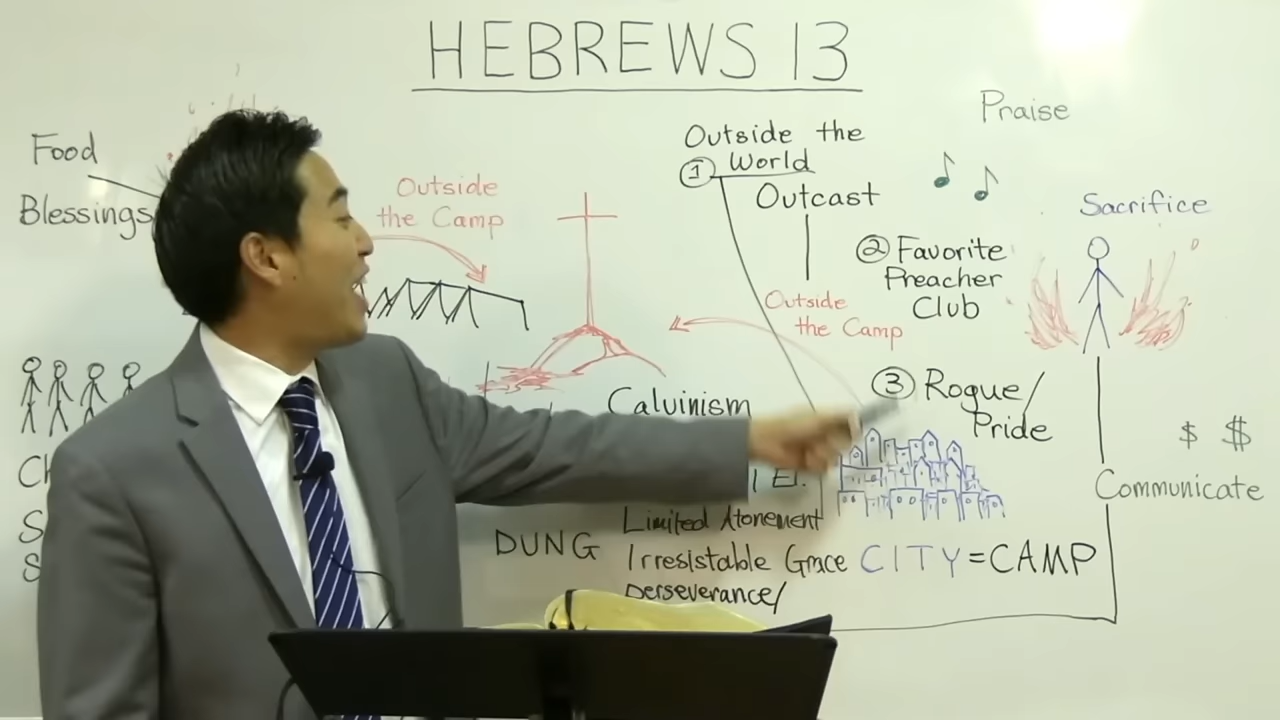 HEBREWS 13
Food
Blessings
Outside
the Camp
Calvinism
El.
Limited Atonement
Irresistable Grace
Perseverance/
DUNG
Outside the
① World
Outcast
② Favorite
Preacher
Club
Outside
the Camp
③ Rogue/
Pride
CITY=CAMP
Praise
Sacrifice
$ $
Communicate